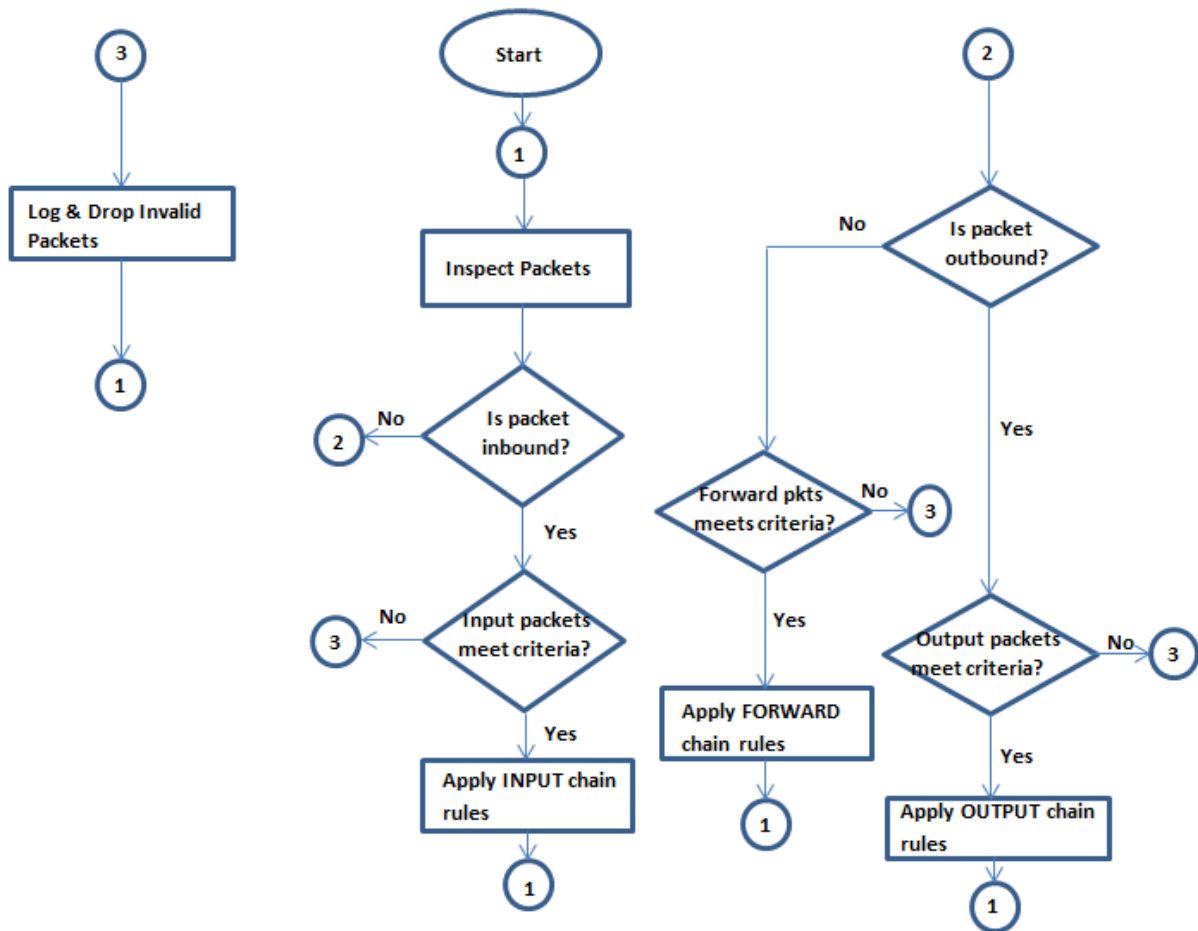 3
Log & Drop Invalid
Packets
1
Start
1
Inspect Packets
Is packet
inbound?
No
2
Yes
Input packets
meet criteria?
No
3
Yes
Apply INPUT chain
rules
1
2
Is packet
outbound?
No
Forward pkts
meets criteria?
No
3
Yes
Apply FORWARD
chain rules
1
Yes
Output packets
meet criteria?
No
3
Yes
Apply OUTPUT chain
rules
1